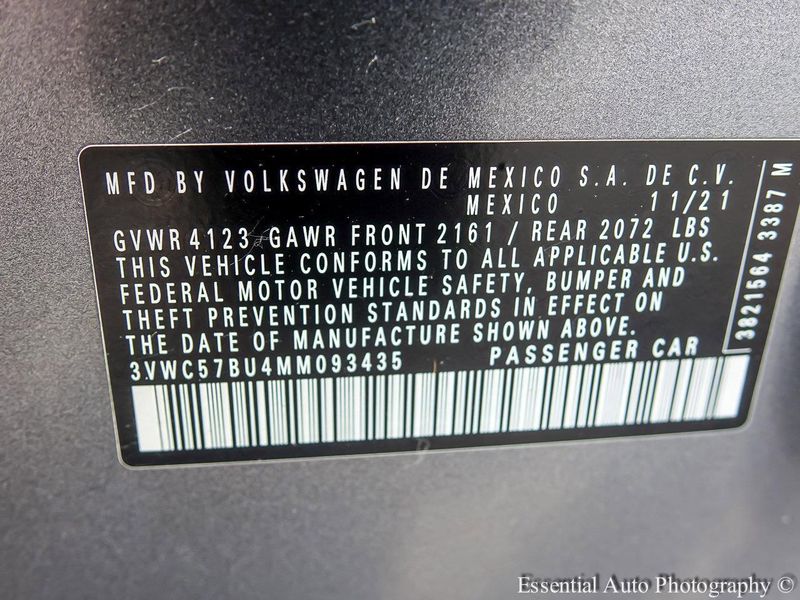 MFD BY VOLKSWAGEN DE MEXICO S.A. DE C.V.
MEXICO 11/21
GVWR 4123 GAWR FRONT 2161 / REAR 2072 LBS
THIS VEHICLE CONFORMS TO ALL APPLICABLE U.S.
FEDERAL MOTOR VEHICLE SAFETY, BUMPER AND
THEFT PREVENTION STANDARDS IN EFFECT ON
THE DATE OF MANUFACTURE SHOWN ABOVE.
3VWC57BU4MM093435 PASSENGER CAR
3821564 3387 M
Essential Auto Photography ©